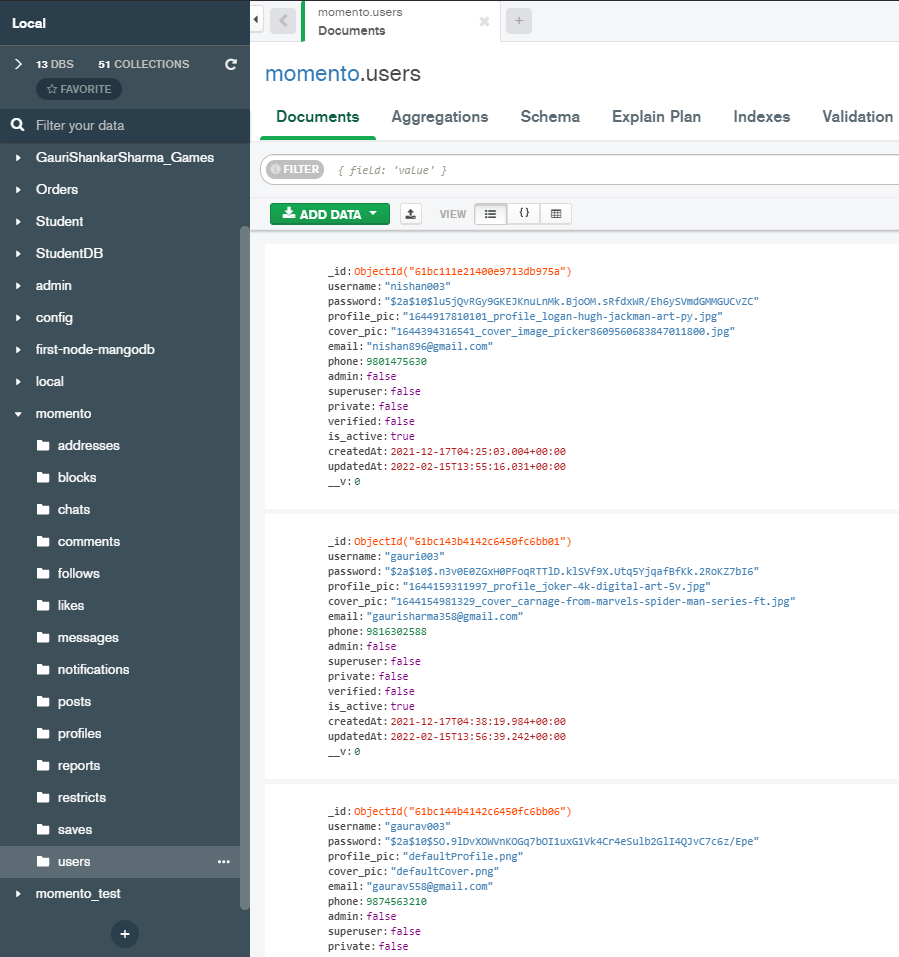 Local
13 DBS 51 COLLECTIONS
FAVORITE
Filter your data
GauriShankarSharma_Games
Orders
Student
StudentDB
admin
config
first-node-mangodb
local
momento
addresses
blocks
chats
comments
follows
likes
messages
notifications
posts
profiles
reports
restricts
saves
users
momento_test
momento.users
Documents
momento.users
Documents Aggregations Schema Explain Plan Indexes Validation
FILTER { field: 'value' }
ADD DATA VIEW {}
_id: ObjectId("61bc111e21400e9713db975a")
username: "nishan003"
password: "$2a$10$lu5jQvRGy9GKEJKnuLnMk.BjoOM.sRfdxWR/Eh6ySVmdGMMGUCvZC"
profile_pic: "1644917810101_profile_logan-hugh-jackman-art-py.jpg"
cover_pic: "1644394316541_cover_image_picker8609560683847011800.jpg"
email: "nishan896@gmail.com"
phone: 9801475630
admin: false
superuser: false
private: false
verified: false
is_active: true
createdAt: 2021-12-17T04:25:03.004+00:00
updatedAt: 2022-02-15T13:55:16.031+00:00
__v: 0
_id: ObjectId("61bc143b4142c6450fc6bb01")
username: "gauri003"
password: "$2a$10$.n3v0E0ZGxH0PFoqRTTlD.klSVf9X.Utq5YjqafBfKk.2RoKZ7bI6"
profile_pic: "1644159311997_profile_joker-4k-digital-art-5v.jpg"
cover_pic: "1644154981329_cover_carnage-from-marvels-spider-man-series-ft.jpg"
email: "gaurisharma358@gmail.com"
phone: 9816302588
admin: false
superuser: false
private: false
verified: false
is_active: true
createdAt: 2021-12-17T04:38:19.984+00:00
updatedAt: 2022-02-15T13:56:39.242+00:00
__v: 0
_id: ObjectId("61bc144b4142c6450fc6bb06")
username: "gaurav003"
password: "$2a$10$SO.9lDvXOWVnKOGq7bOI1uxG1Vk4Cr4eSulb2GlI4QJvC7c6z/Epe"
profile_pic: "defaultProfile.png"
cover_pic: "defaultCover.png"
email: "gaurav558@gmail.com"
phone: 9874563210
admin: false
superuser: false
private: false